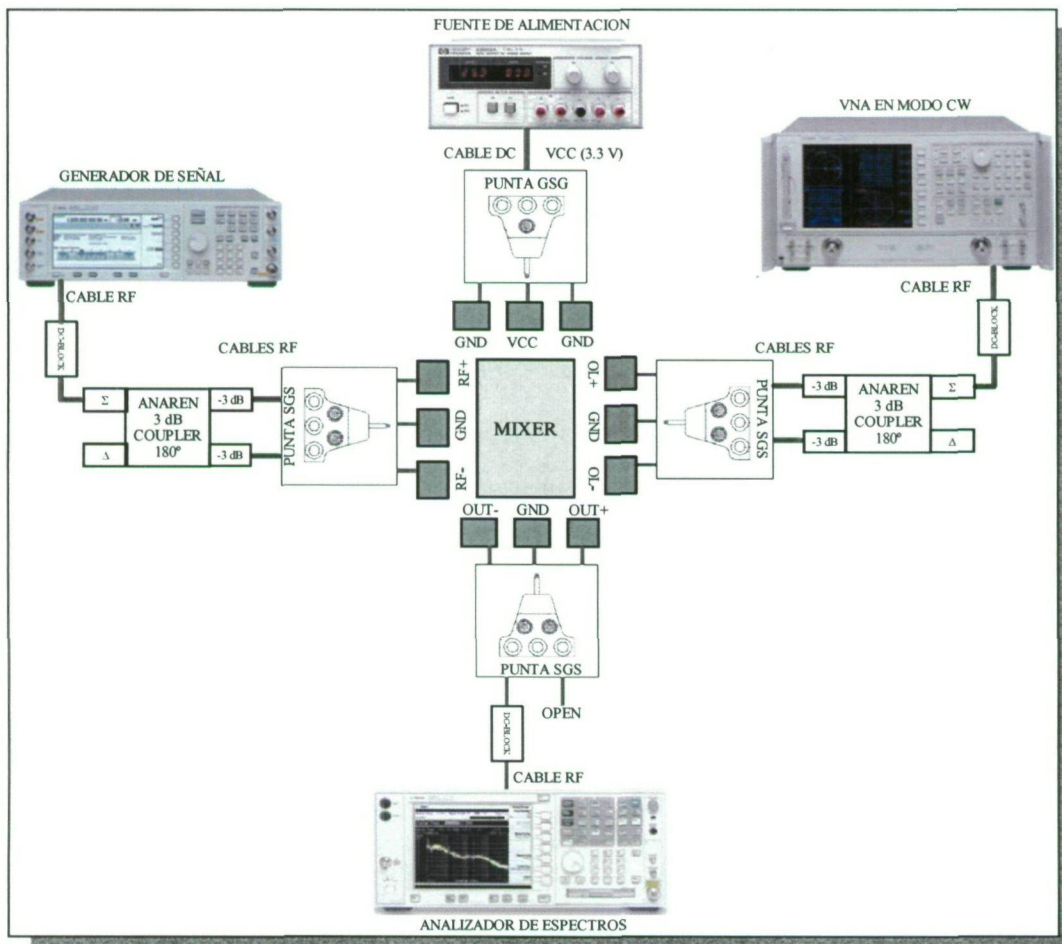 FUENTE DE ALIMENTACION
VNA EN MODO CW
CABLE DC
VCC (3.3 V)
GENERADOR DE SEÑAL
PUNTA GSG
CABLE RF
CABLE RF
DC-BLOCK
DC-BLOCK
GND
VCC
GND
CABLES RF
CABLES RF
Σ
ANAREN
3 dB
COUPLER
180º
Δ
-3 dB
-3 dB
PUNTA SGS
RF+
GND
RF-
MIXER
OL+
GND
OL-
PUNTA SGS
-3 dB
-3 dB
ANAREN
3 dB
COUPLER
180º
Σ
Δ
OUT-
GND
OUT+
PUNTA SGS
OPEN
DC-BLOCK
CABLE RF
ANALIZADOR DE ESPECTROS